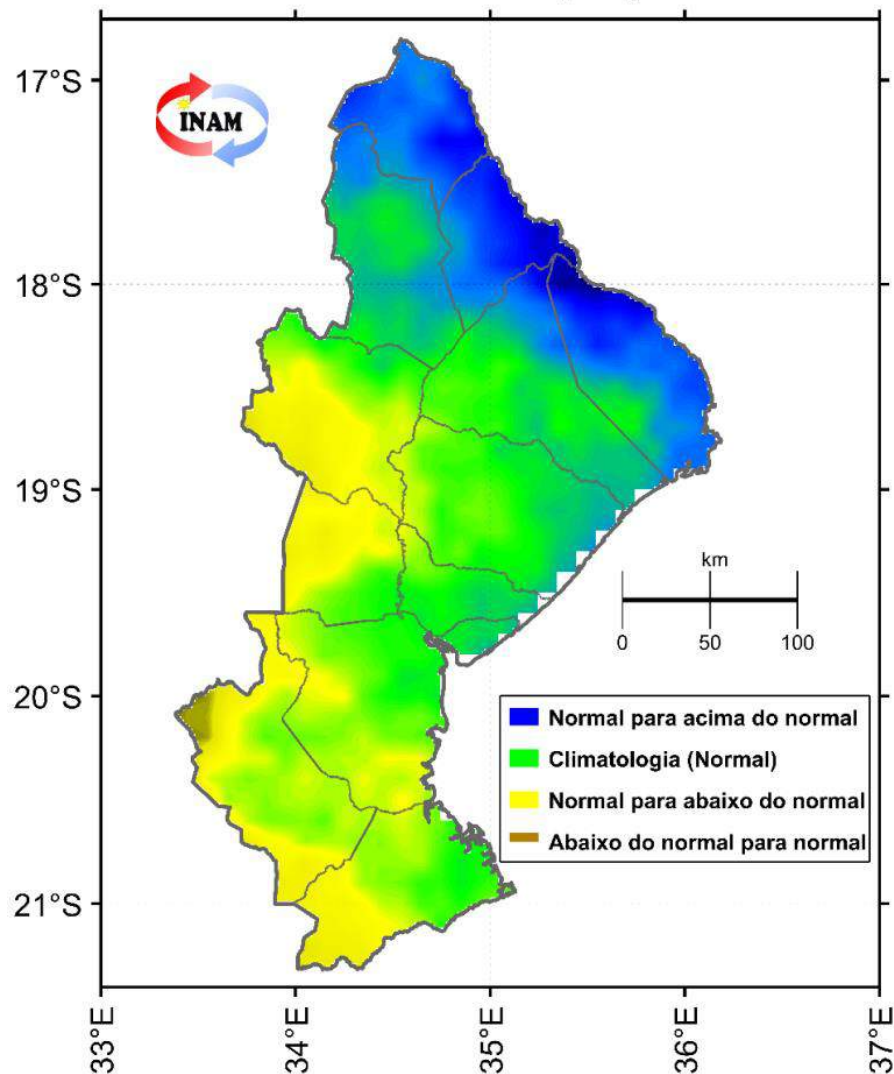 17°S
INAM
18°S
19°S
km
0 50 100
20°S
Normal para acima do normal
Climatologia (Normal)
Normal para abaixo do normal
Abaixo do normal para normal
21°S
33°E 34°E 35°E 36°E 37°E